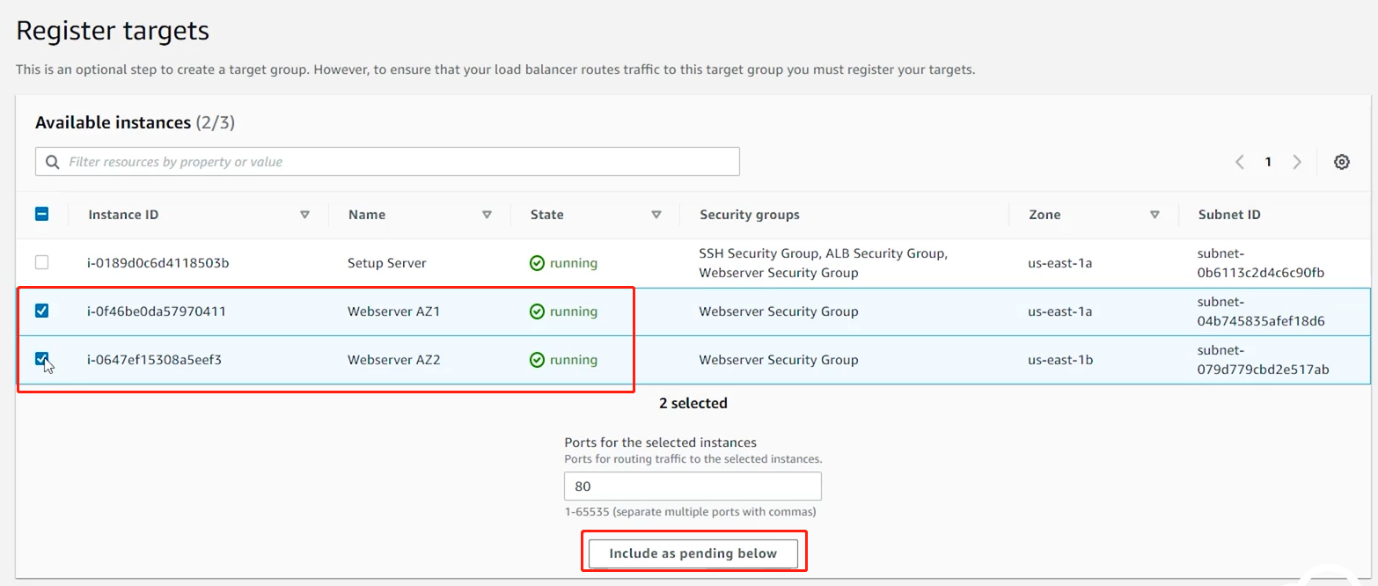 Register targets
This is an optional step to create a target group. However, to ensure that your load balancer routes traffic to this target group you must register your targets.
Available instances (2/3)
Filter resources by property or value
1
Instance ID Name State Security groups Zone Subnet ID
i-0189d0c6d4118503b Setup Server running SSH Security Group, ALB Security Group, Webserver Security Group us-east-1a subnet-0b6113c2d4c6c90fb
i-0f46be0da57970411 Webserver AZ1 running Webserver Security Group us-east-1a subnet-04b745835afef18d6
i-0647ef15308a5eef3 Webserver AZ2 running Webserver Security Group us-east-1b subnet-079d779cbd2e517ab
2 selected
Ports for the selected instances
Ports for routing traffic to the selected instances.
80
1-65535 (separate multiple ports with commas)
Include as pending below